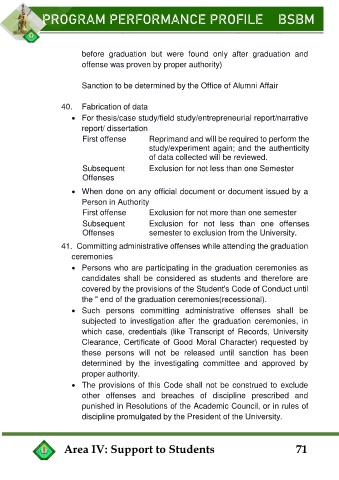 PROGRAM PERFORMANCE PROFILE BSBM
before graduation but were found only after graduation and
offense was proven by proper authority)
Sanction to be determined by the Office of Alumni Affair
40. Fabrication of data
• For thesis/case study/field study/entrepreneurial report/narrative
report/ dissertation
First offense Reprimand and will be required to perform the
study/experiment again; and the authenticity
of data collected will be reviewed.
Subsequent Exclusion for not less than one Semester
Offenses
• When done on any official document or document issued by a
Person in Authority
First offense Exclusion for not more than one semester
Subsequent Exclusion for not less than one offenses
Offenses semester to exclusion from the University.
41. Committing administrative offenses while attending the graduation
ceremonies
• Persons who are participating in the graduation ceremonies as
candidates shall be considered as students and therefore are
covered by the provisions of the Student's Code of Conduct until
the " end of the graduation ceremonies(recessional).
• Such persons committing administrative offenses shall be
subjected to investigation after the graduation ceremonies, in
which case, credentials (like Transcript of Records, University
Clearance, Certificate of Good Moral Character) requested by
these persons will not be released until sanction has been
determined by the investigating committee and approved by
proper authority.
• The provisions of this Code shall not be construed to exclude
other offenses and breaches of discipline prescribed and
punished in Resolutions of the Academic Council, or in rules of
discipline promulgated by the President of the University.
Area IV: Support to Students 71